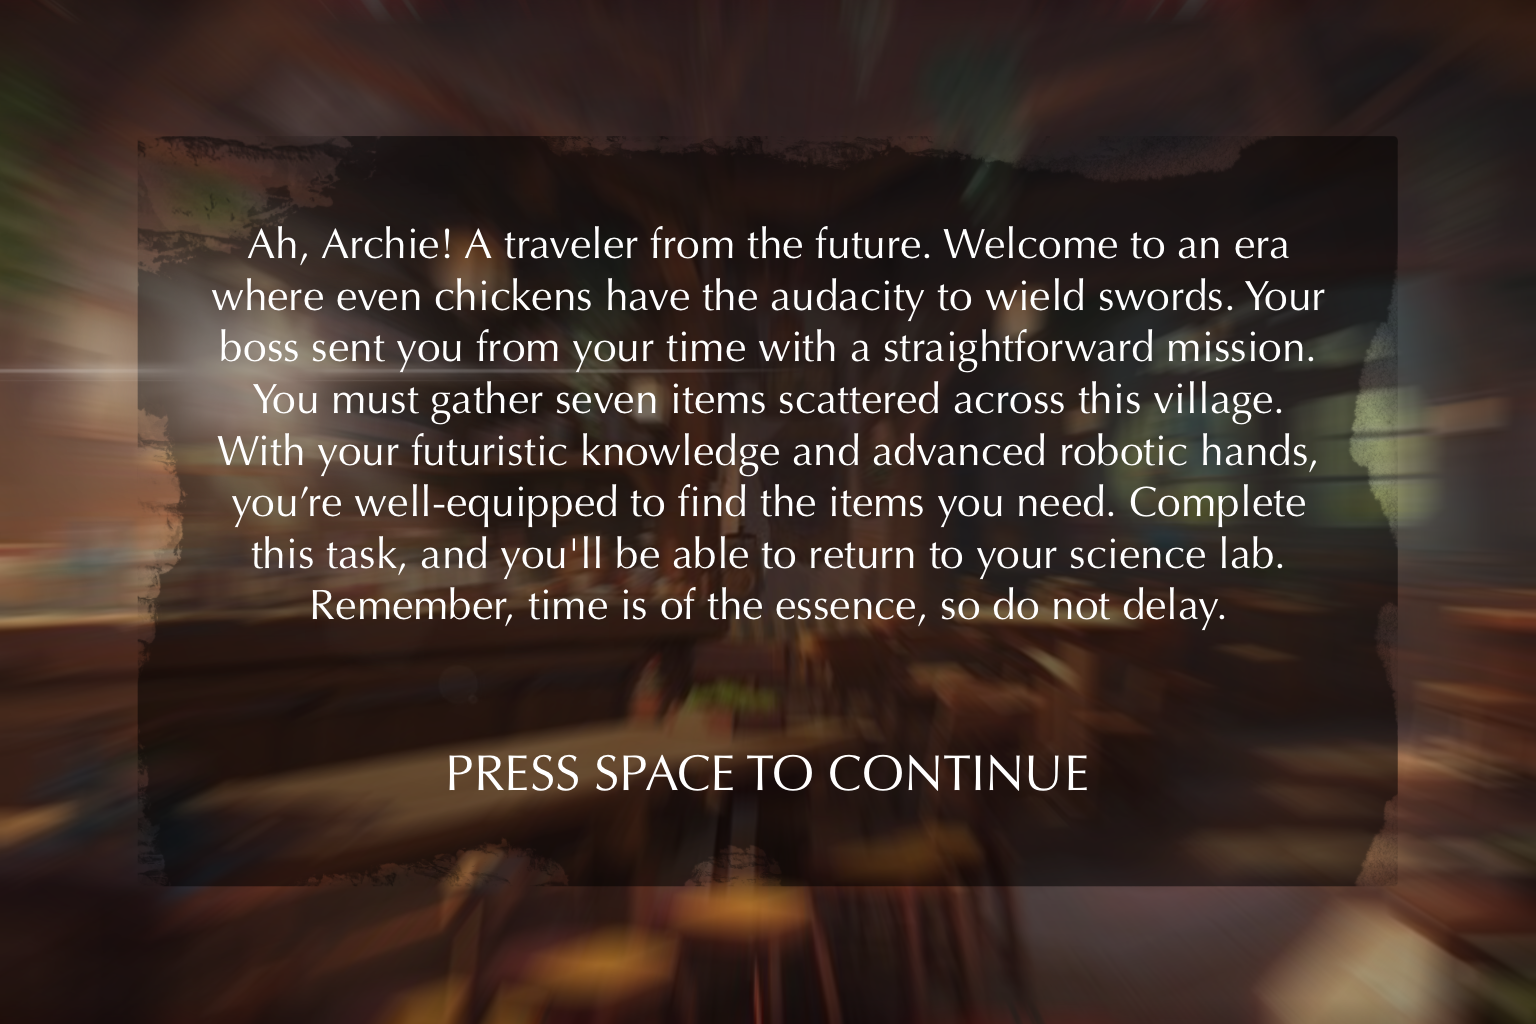 Ah, Archie! A traveler from the future. Welcome to an era
where even chickens have the audacity to wield swords. Your
boss sent you from your time with a straightforward mission.
You must gather seven items scattered across this village.
With your futuristic knowledge and advanced robotic hands,
you’re well-equipped to find the items you need. Complete
this task, and you'll be able to return to your science lab.
Remember, time is of the essence, so do not delay.
PRESS SPACE TO CONTINUE